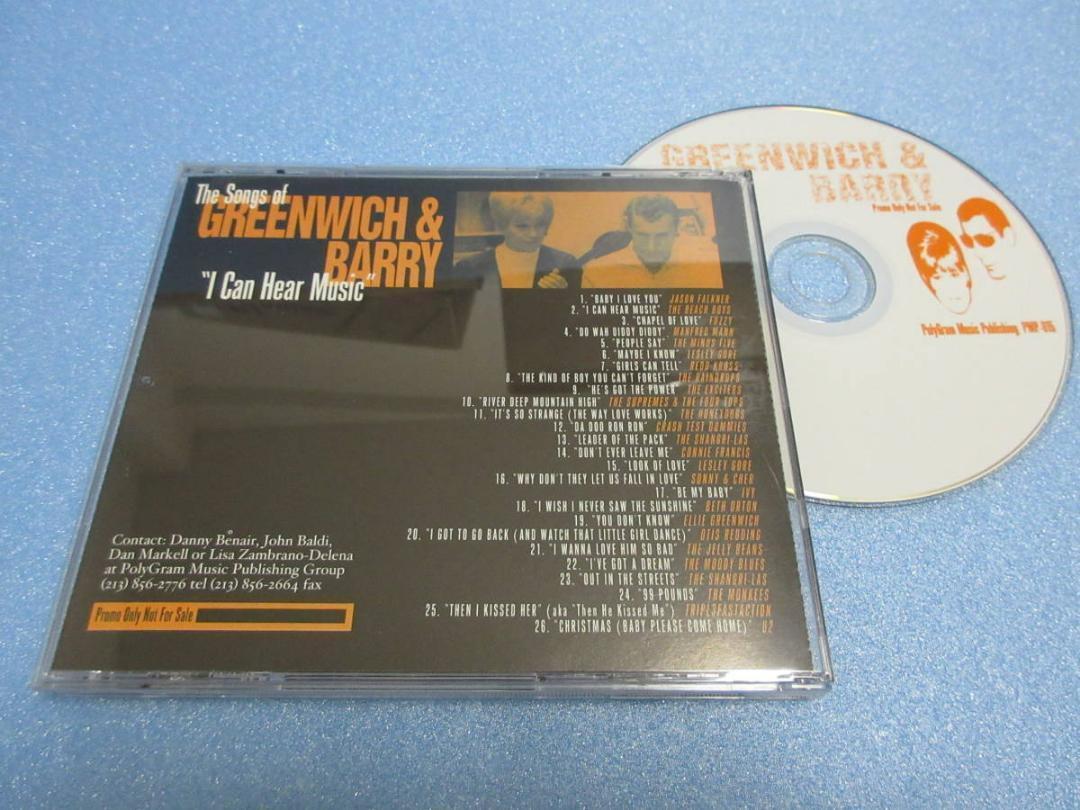 The Songs of
GREENWICH &
BARRY
"I Can Hear Music"
1. "BABY I LOVE YOU" JASON FALKNER
2. "I CAN HEAR MUSIC" THE BEACH BOYS
3. "CHAPEL OF LOVE" FUZZY
4. "DO WAH DIDDY DIDDY" MANFRED MANN
5. "PEOPLE SAY" THE MINUS FIVE
6. "MAYBE I KNOW" LESLEY GORE
7. "GIRLS CAN TELL" REDD KROSS
8. "THE KIND OF BOY YOU CAN'T FORGET" THE RAINDROPS
9. "HE'S GOT THE POWER" THE EXCITERS
10. "RIVER DEEP MOUNTAIN HIGH" THE SUPREMES & THE FOUR TOPS
11. "IT'S SO STRANGE (THE WAY LOVE WORKS)" THE HONEYDOGS
12. "DA DOO RON RON" CRASH TEST DUMMIES
13. "LEADER OF THE PACK" THE SHANGRI-LAS
14. "DON'T EVER LEAVE ME" CONNIE FRANCIS
15. "LOOK OF LOVE" LESLEY GORE
16. "WHY DON'T THEY LET US FALL IN LOVE" SONNY & CHER
17. "BE MY BABY" IVY
18. "I WISH I NEVER SAW THE SUNSHINE" BETH ORTON
19. "YOU DON'T KNOW" ELLIE GREENWICH
20. "I GOT TO GO BACK (AND WATCH THAT LITTLE GIRL DANCE)" OTIS REDDING
21. "I WANNA LOVE HIM SO BAD" THE JELLY BEANS
22. "I'VE GOT A DREAM" THE MOODY BLUES
23. "OUT IN THE STREETS" THE SHANGRI-LAS
24. "99 POUNDS" THE MONKEES
25. "THEN I KISSED HER" (aka "Then He Kissed Me") TRIPLEFASTACTION
26. "CHRISTMAS (BABY PLEASE COME HOME)" U2
Contact: Danny Benair, John Baldi,
Dan Markell or Lisa Zambrano-Delena
at PolyGram Music Publishing Group
(213) 856-2776 tel (213) 856-2664 fax
Promo Only Not For Sale
GREENWICH &
BARRY
Promo Only Not For Sale
PolyGram Music Publishing. PMP-015